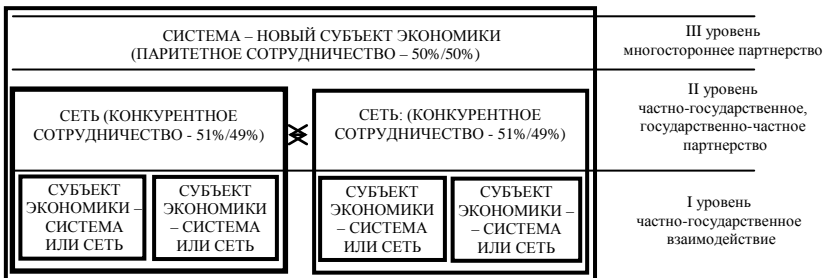 СИСТЕМА – НОВЫЙ СУБЪЕКТ ЭКОНОМИКИ
(ПАРИТЕТНОЕ СОТРУДНИЧЕСТВО – 50%/50%)
III уровень
многостороннее партнерство
СЕТЬ (КОНКУРЕНТНОЕ
СОТРУДНИЧЕСТВО - 51%/49%)
СЕТЬ: (КОНКУРЕНТНОЕ
СОТРУДНИЧЕСТВО - 51%/49%)
II уровень
частно-государственное,
государственно-частное
партнерство
СУБЪЕКТ
ЭКОНОМИКИ –
– СИСТЕМА
ИЛИ СЕТЬ
СУБЪЕКТ
ЭКОНОМИКИ –
– СИСТЕМА
ИЛИ СЕТЬ
СУБЪЕКТ
ЭКОНОМИКИ
– СИСТЕМА
ИЛИ СЕТЬ
СУБЪЕКТ
ЭКОНОМИКИ –
– СИСТЕМА
ИЛИ СЕТЬ
I уровень
частно-государственное
взаимодействие